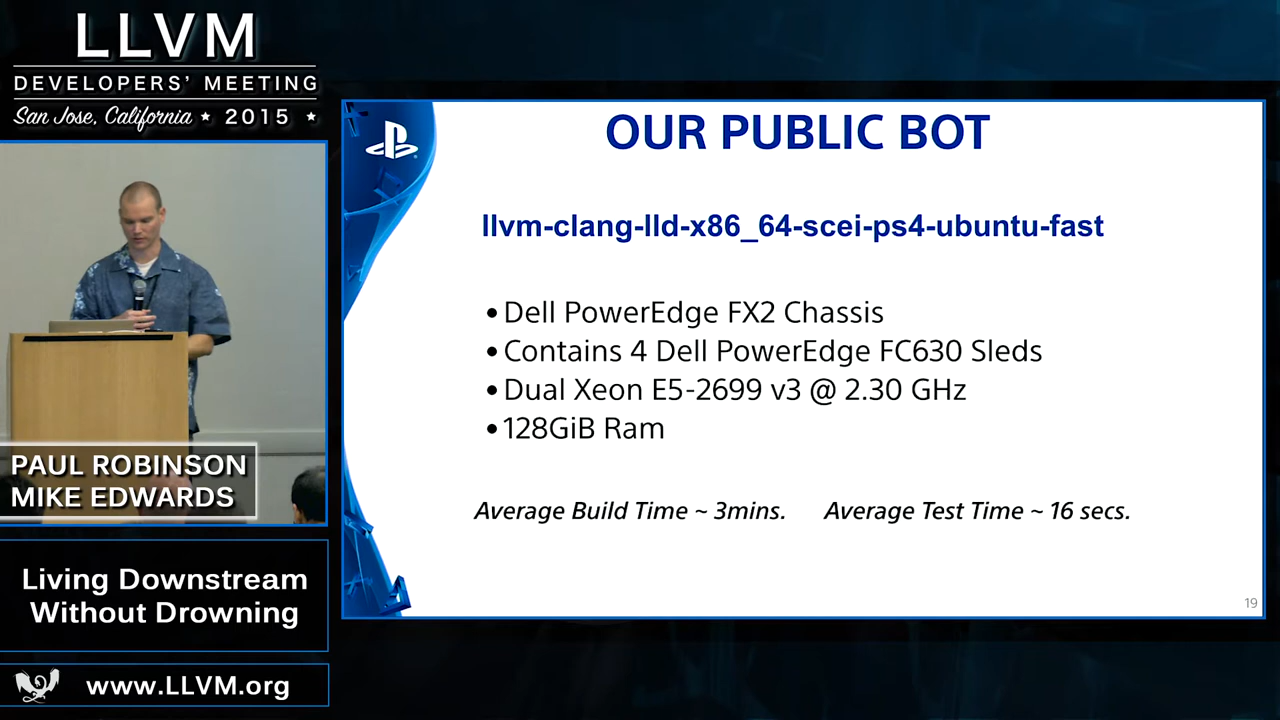 LLVM
DEVELOPERS' MEETING
San Jose, California ★ 2015 ★
PAUL ROBINSON
MIKE EDWARDS
Living Downstream
Without Drowning
www.LLVM.org
OUR PUBLIC BOT
llvm-clang-lld-x86_64-scei-ps4-ubuntu-fast
•Dell PowerEdge FX2 Chassis
•Contains 4 Dell PowerEdge FC630 Sleds
•Dual Xeon E5-2699 v3 @ 2.30 GHz
•128GiB Ram
Average Build Time ~ 3mins. Average Test Time ~ 16 secs.
19